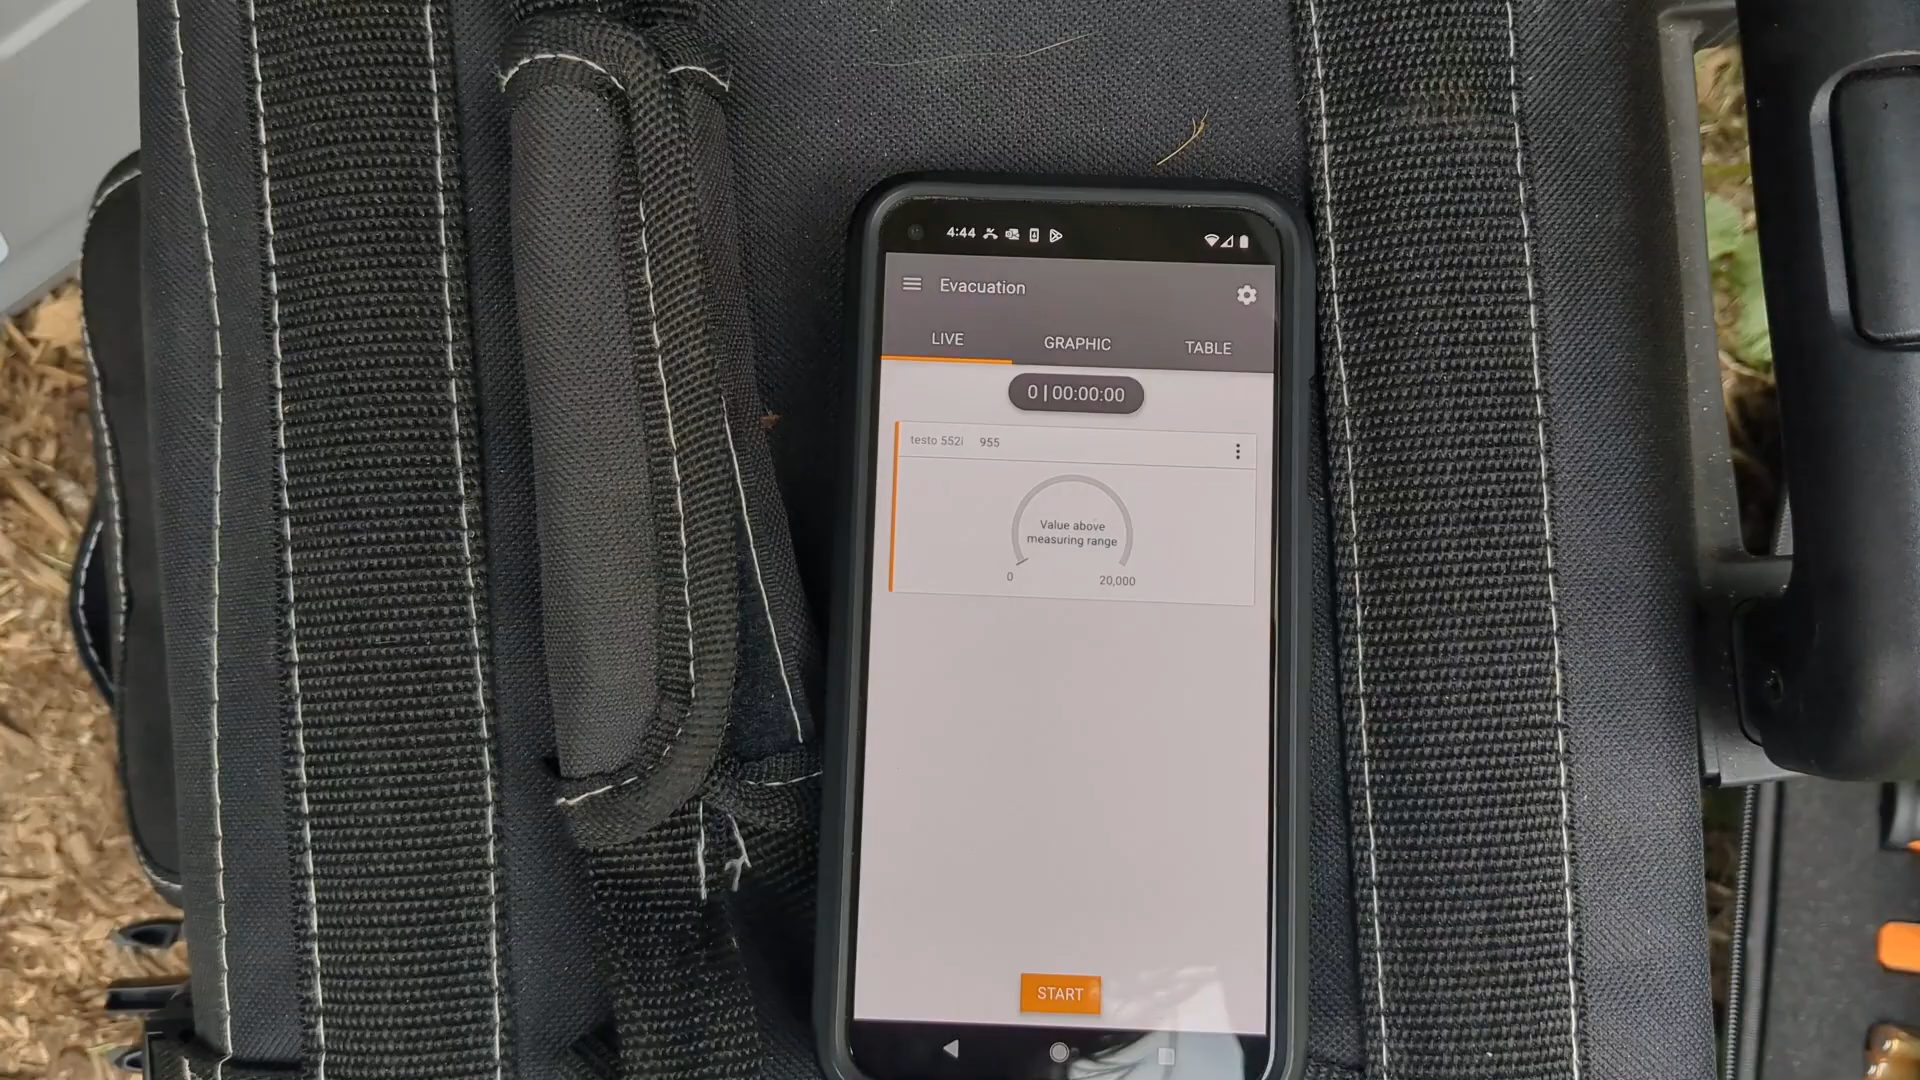 4:44
Evacuation
LIVE GRAPHIC TABLE
0 | 00:00:00
testo 552i 955
Value above
measuring range
0 20,000
START